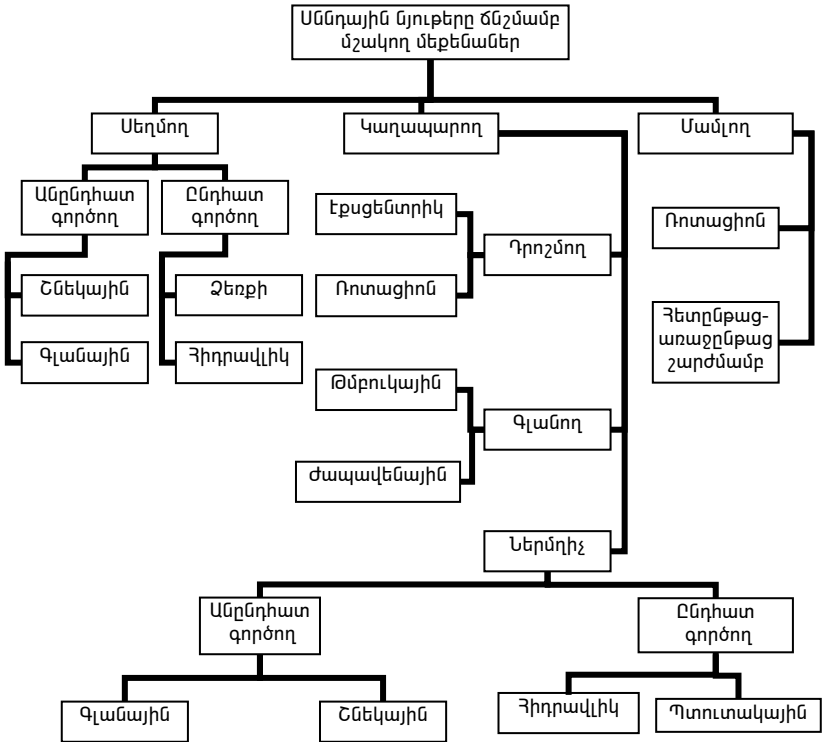 Սննդային նյութերը ճնշմամբ
մշակող մեքենաներ
Սեղմող
Կաղապարող
Մամլող
Անընդհատ
գործող
Ընդհատ
գործող
Էքսցենտրիկ
Ռոտացիոն
Դրոշմող
Շնեկային
Ձեռքի
Ռոտացիոն
Հետընթաց-
առաջընթաց
շարժմամբ
Գլանային
Հիդրավլիկ
Թմբուկային
Գլանող
Ժապավենային
Ներմղիչ
Անընդհատ
գործող
Ընդհատ
գործող
Գլանային
Շնեկային
Հիդրավլիկ
Պտուտակային